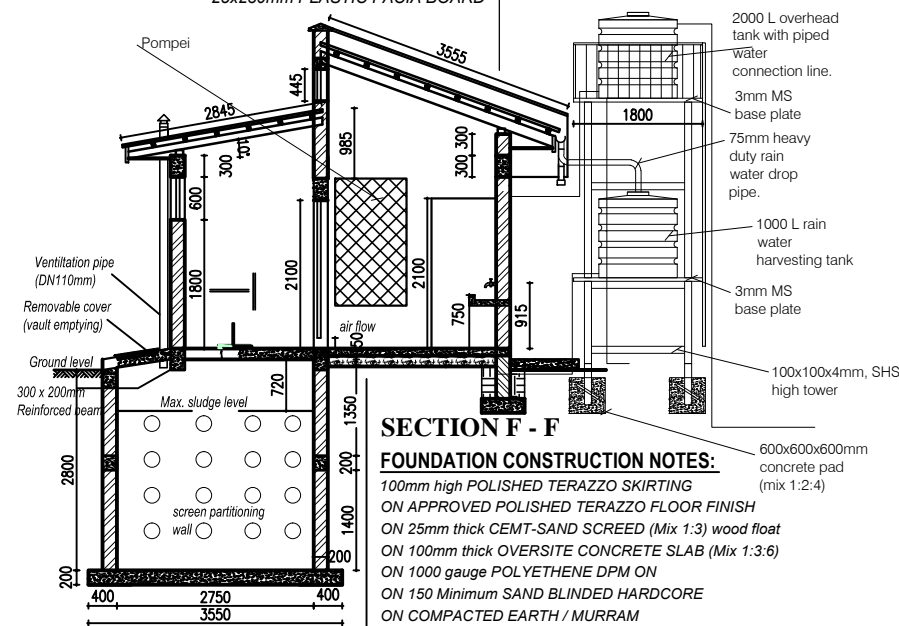 25x250mm PLASTIC FACIA BOARD
Pompei
3555
2845
445
985
300
300
300
600
1800
2100
2100
750
915
1800
2000 L overhead
tank with piped
water
connection line.
3mm MS
base plate
75mm heavy
duty rain
water drop
pipe.
1000 L rain
water
harvesting tank
3mm MS
base plate
100x100x4mm, SHS
high tower
600x600x600mm
concrete pad
(mix 1:2:4)
Ventiltation pipe
(DN110mm)
Removable cover
(vault emptying)
Ground level
300 x 200mm
Reinforced beam
air flow
720
Max. sludge level
1350
200
1400
200
2800
200
screen partitioning
wall
400
2750
400
3550
SECTION F - F
FOUNDATION CONSTRUCTION NOTES:
100mm high POLISHED TERAZZO SKIRTING
ON APPROVED POLISHED TERAZZO FLOOR FINISH
ON 25mm thick CEMT-SAND SCREED (Mix 1:3) wood float
ON 100mm thick OVERSITE CONCRETE SLAB (Mix 1:3:6)
ON 1000 gauge POLYETHENE DPM ON
ON 150 Minimum SAND BLINDED HARDCORE
ON COMPACTED EARTH / MURRAM